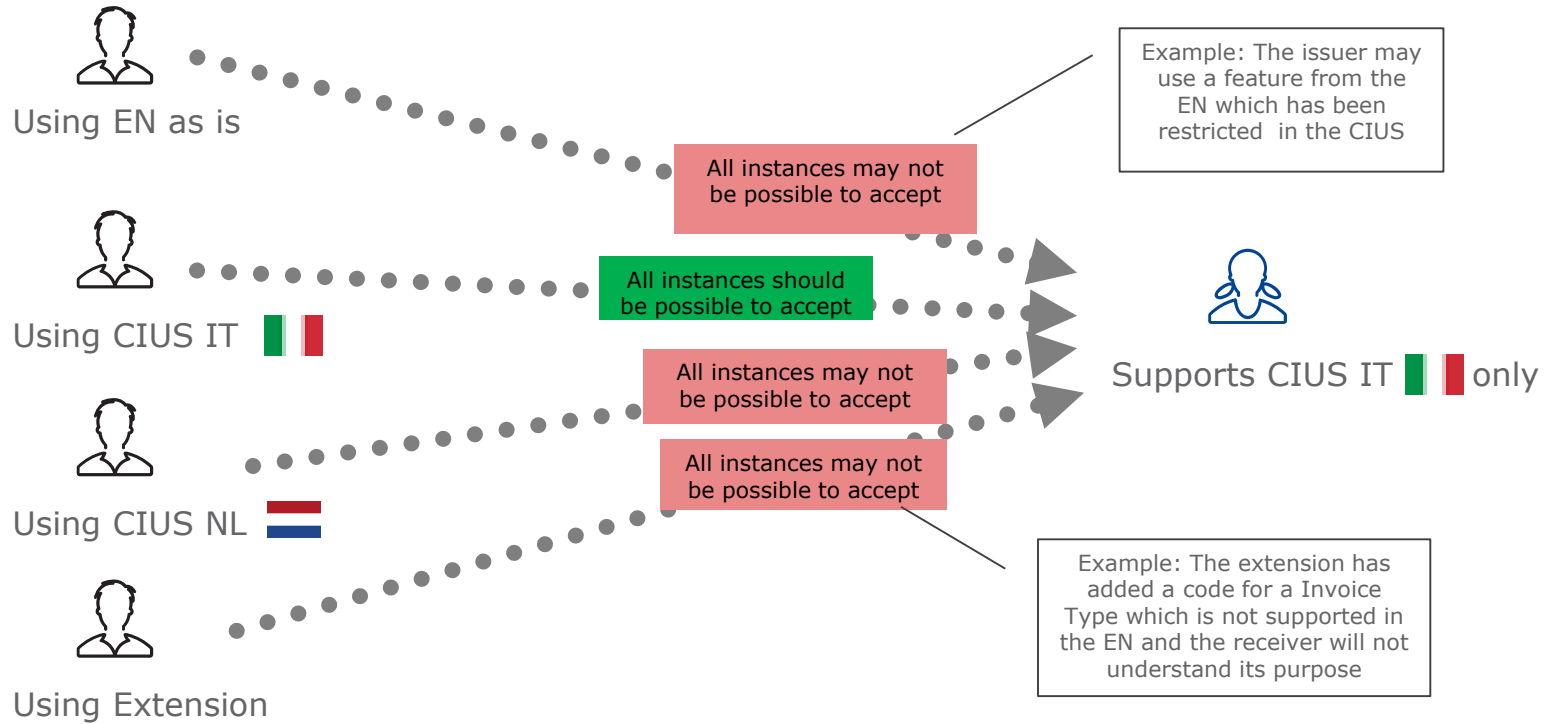 Using EN as is
Example: The issuer may
use a feature from the
EN which has been
restricted in the CIUS
All instances may not
be possible to accept
Using CIUS IT
All instances should
be possible to accept
Supports CIUS IT only
Using CIUS NL
All instances may not
be possible to accept
Using Extension
All instances may not
be possible to accept
Example: The extension has
added a code for a Invoice
Type which is not supported in
the EN and the receiver will not
understand its purpose